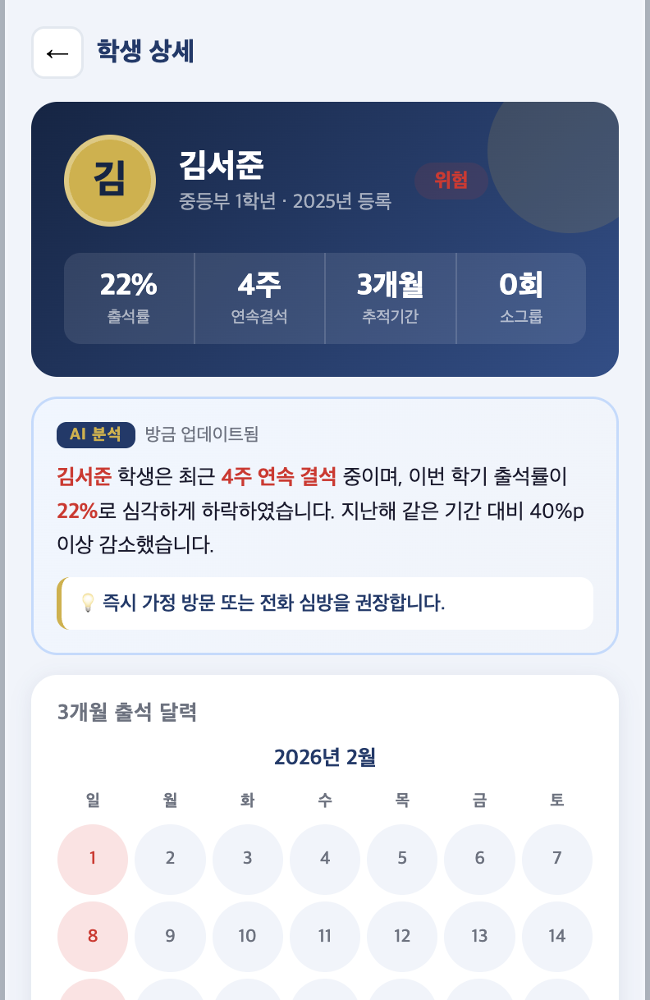 ← 학생 상세
김
김서준
중등부 1학년 · 2025년 등록
위험
22% 4주 3개월 0회
출석률 연속결석 추적기간 소그룹
AI 분석 방금 업데이트됨
김서준 학생은 최근 4주 연속 결석 중이며, 이번 학기 출석률이
22%로 심각하게 하락하였습니다. 지난해 같은 기간 대비 40%p
이상 감소했습니다.
💡 즉시 가정 방문 또는 전화 심방을 권장합니다.
3개월 출석 달력
2026년 2월
일 월 화 수 목 금 토
1 2 3 4 5 6 7
8 9 10 11 12 13 14